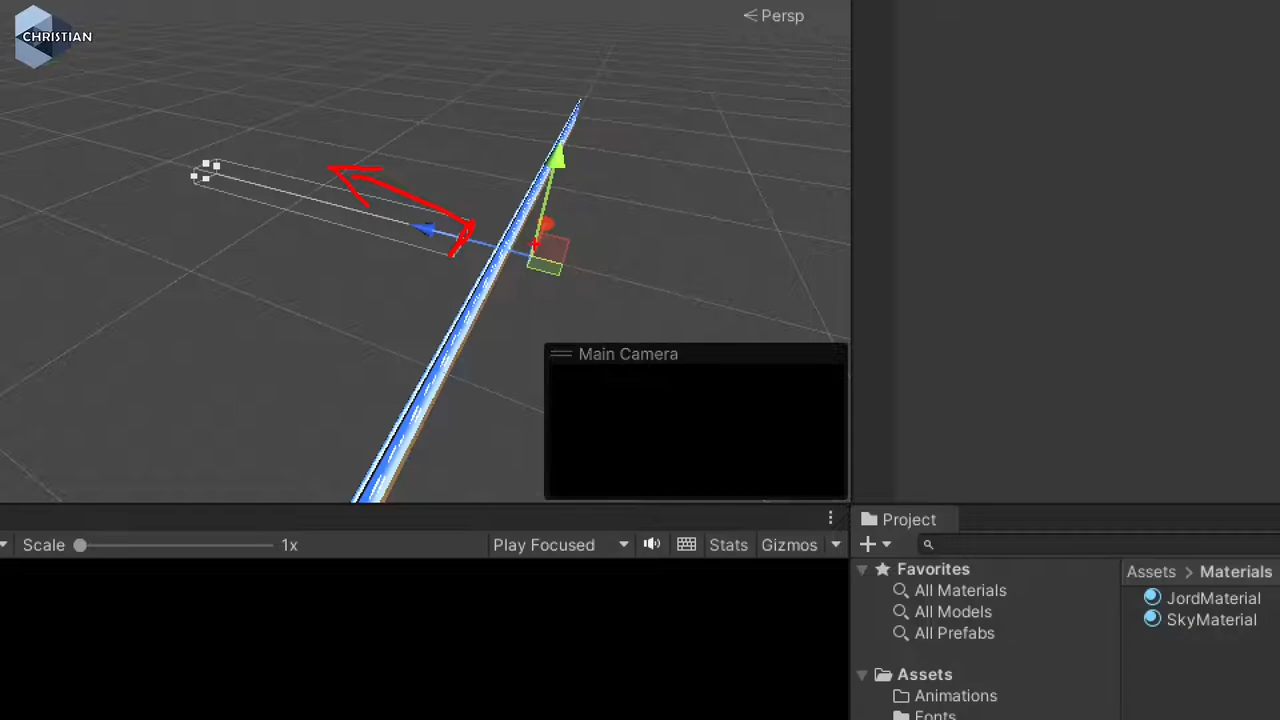 CHRISTIAN
Persp
Main Camera
Scale 1x Play Focused Stats Gizmos
Project
Favorites
All Materials
All Models
All Prefabs
Assets
Animations
Fonts
Assets > Materials
JordMaterial
SkyMaterial